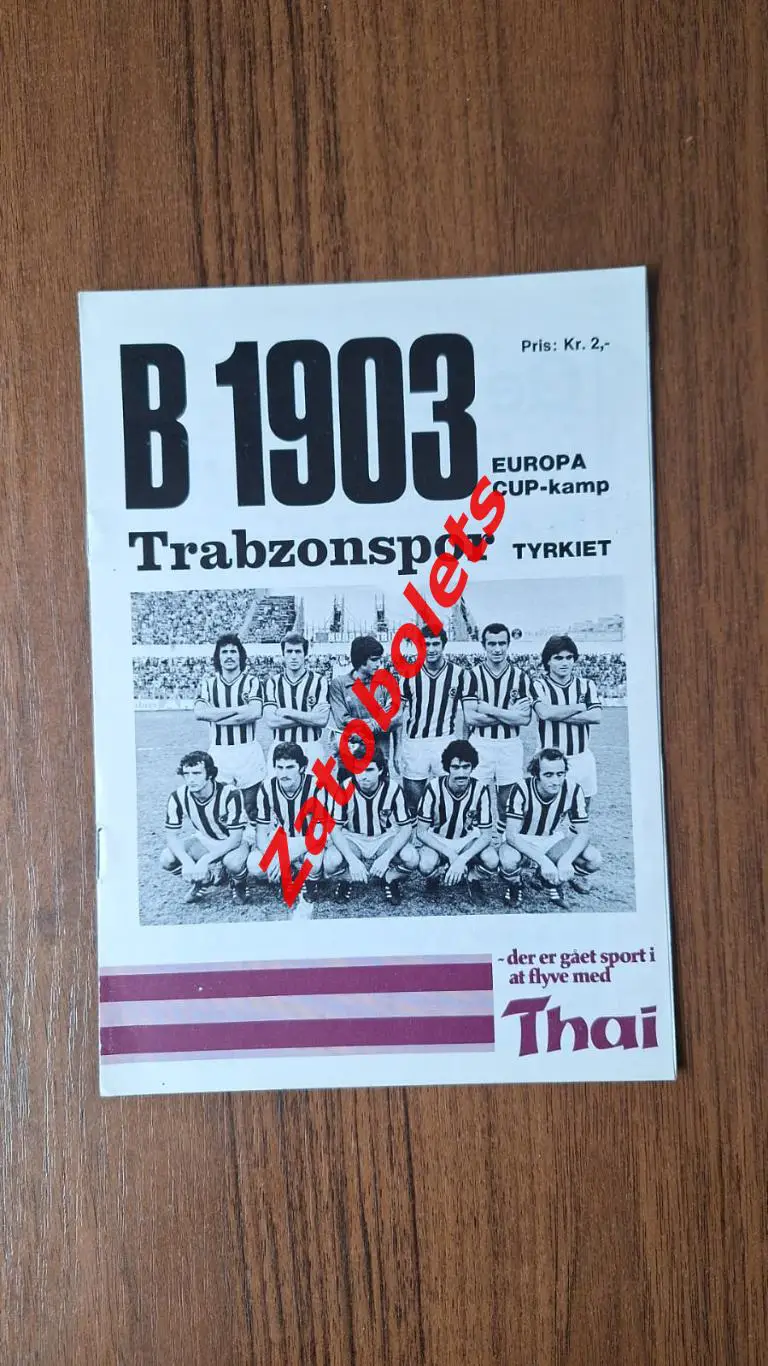 B 1903
Pris: Kr. 2,-
EUROPA
CUP-kamp
Trabzonspor TYRKIET
Zatobolets
- der er gået sport i
at flyve med
Thai